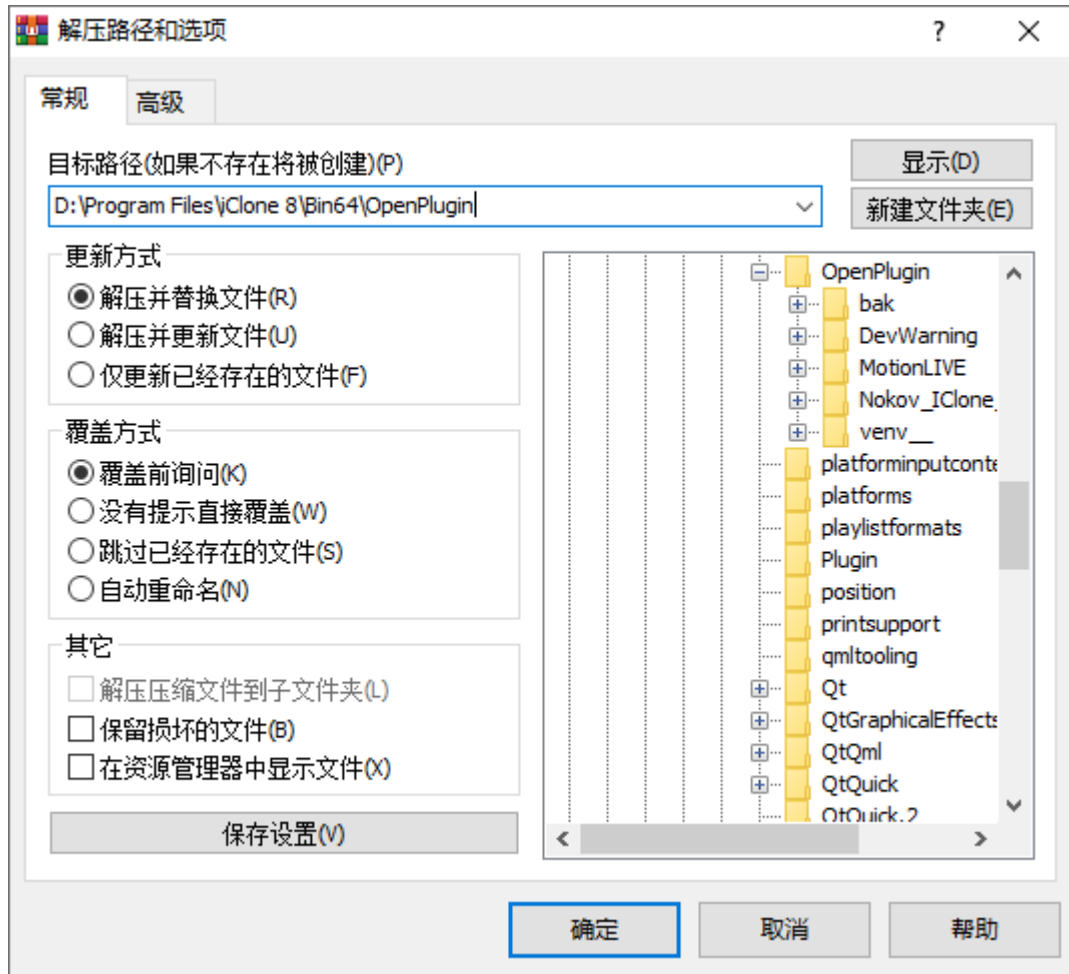 解压路径和选项
常规
高级
目标路径(如果不存在将被创建)(P)
显示(D)
D:\Program Files\iClone 8\Bin64\OpenPlugin
新建文件夹(E)
更新方式
解压并替换文件(R)
解压并更新文件(U)
仅更新已经存在的文件(F)
覆盖方式
覆盖前询问(K)
没有提示直接覆盖(W)
跳过已经存在的文件(S)
自动重命名(N)
其它
解压压缩文件到子文件夹(L)
保留损坏的文件(B)
在资源管理器中显示文件(X)
保存设置(V)
OpenPlugin
bak
DevWarning
MotionLIVE
Nokov_IClone_
venv__
platforminputconte
platforms
playlistformats
Plugin
position
printsupport
qmltooling
Qt
QtGraphicalEffects
QtQml
QtQuick
QtQuick.2
确定
取消
帮助